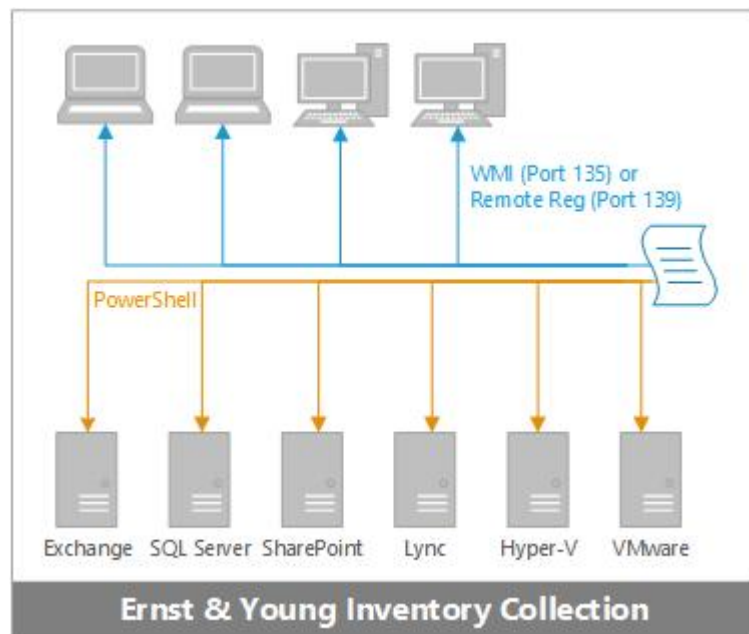 WMI (Port 135) or
Remote Reg (Port 139)
PowerShell
Exchange SQL Server SharePoint Lync Hyper-V VMware
Ernst & Young Inventory Collection